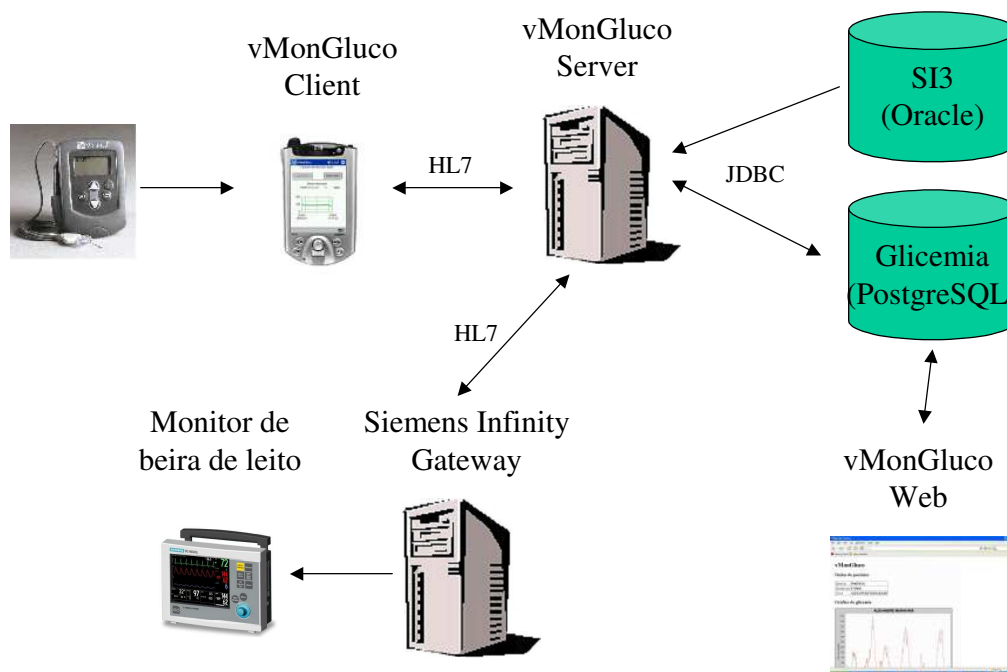 vMonGluco
Client
vMonGluco
Server
SI3
(Oracle)
HL7
JDBC
Glicemia
(PostgreSQL
HL7
Monitor de
beira de leito
Siemens Infinity
Gateway
vMonGluco
Web
vMonGluco